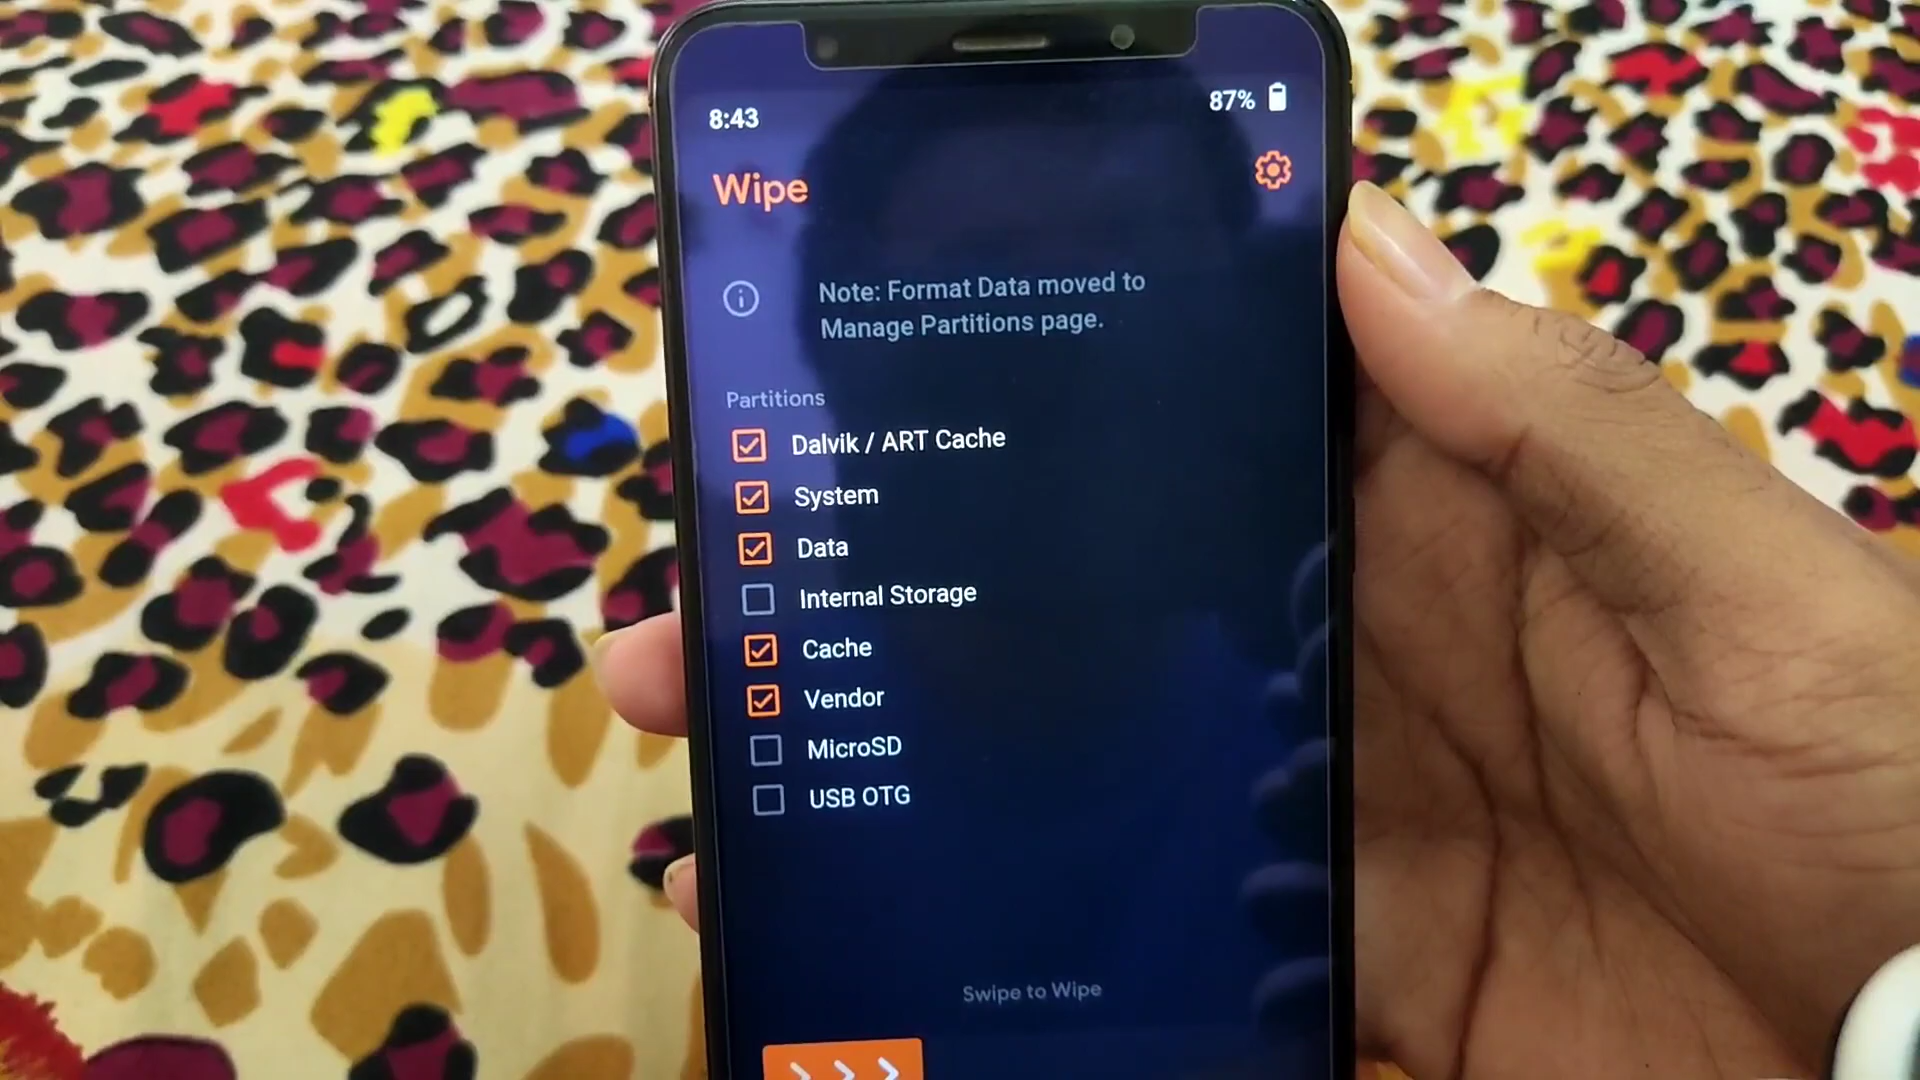 8:43
87%
Wipe
Note: Format Data moved to
Manage Partitions page.
Partitions
Dalvik / ART Cache
System
Data
Internal Storage
Cache
Vendor
MicroSD
USB OTG
Swipe to Wipe